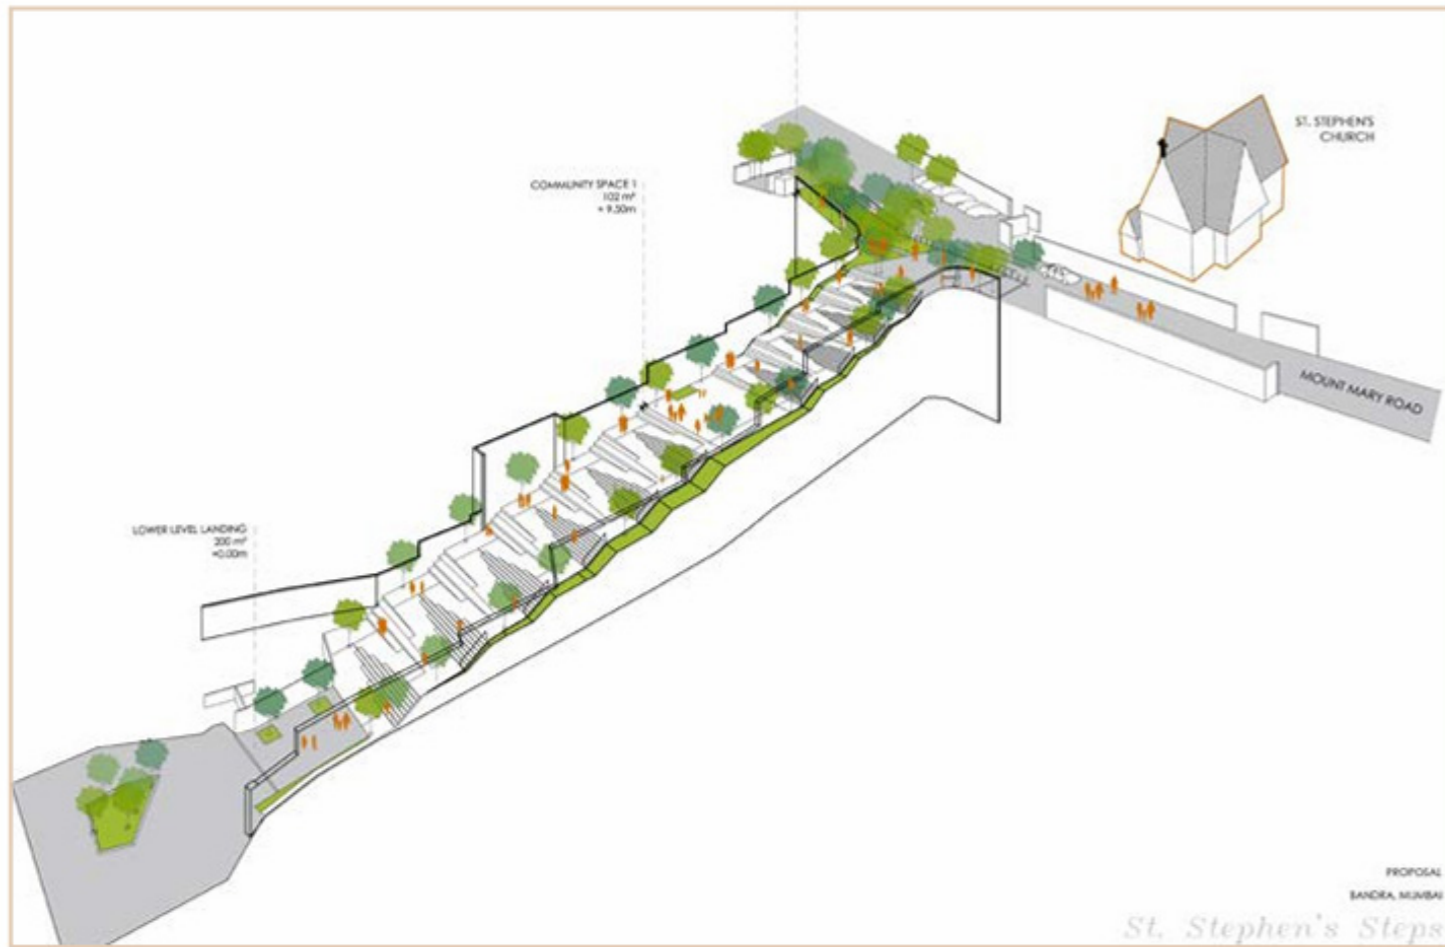 ST. STEPHEN'S
CHURCH
COMMUNITY SPACE 1
102 m²
+ 9.50m
MOUNT MARY ROAD
LOWER LEVEL LANDING
200 m²
+0.00m
PROPOSAL
BANDRA, MUMBAI
St. Stephen's Steps